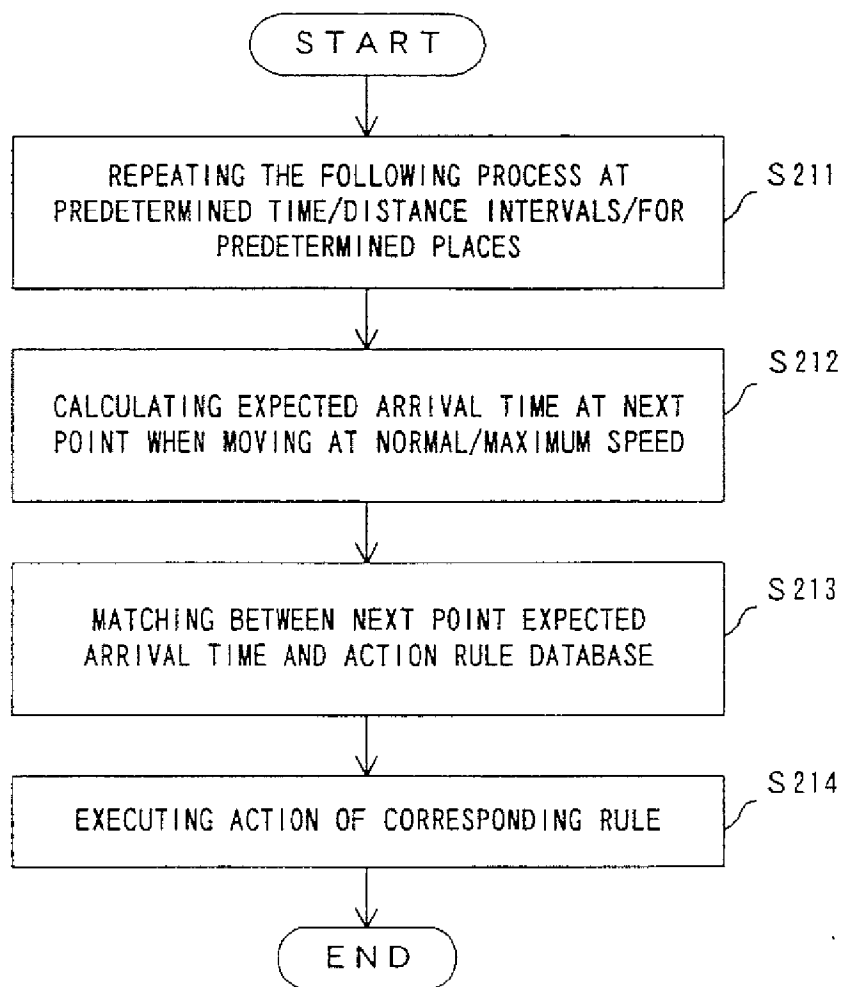 START
REPEATING THE FOLLOWING PROCESS AT
PREDETERMINED TIME/DISTANCE INTERVALS/FOR
PREDETERMINED PLACES
S211
CALCULATING EXPECTED ARRIVAL TIME AT NEXT
POINT WHEN MOVING AT NORMAL/MAXIMUM SPEED
S212
MATCHING BETWEEN NEXT POINT EXPECTED
ARRIVAL TIME AND ACTION RULE DATABASE
S213
EXECUTING ACTION OF CORRESPONDING RULE
S214
END